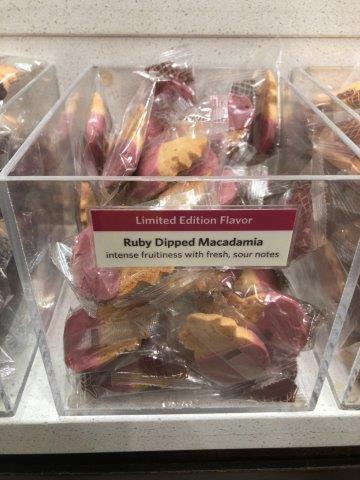 Limited Edition Flavor
Ruby Dipped Macadamia
intense fruitiness with fresh, sour notes